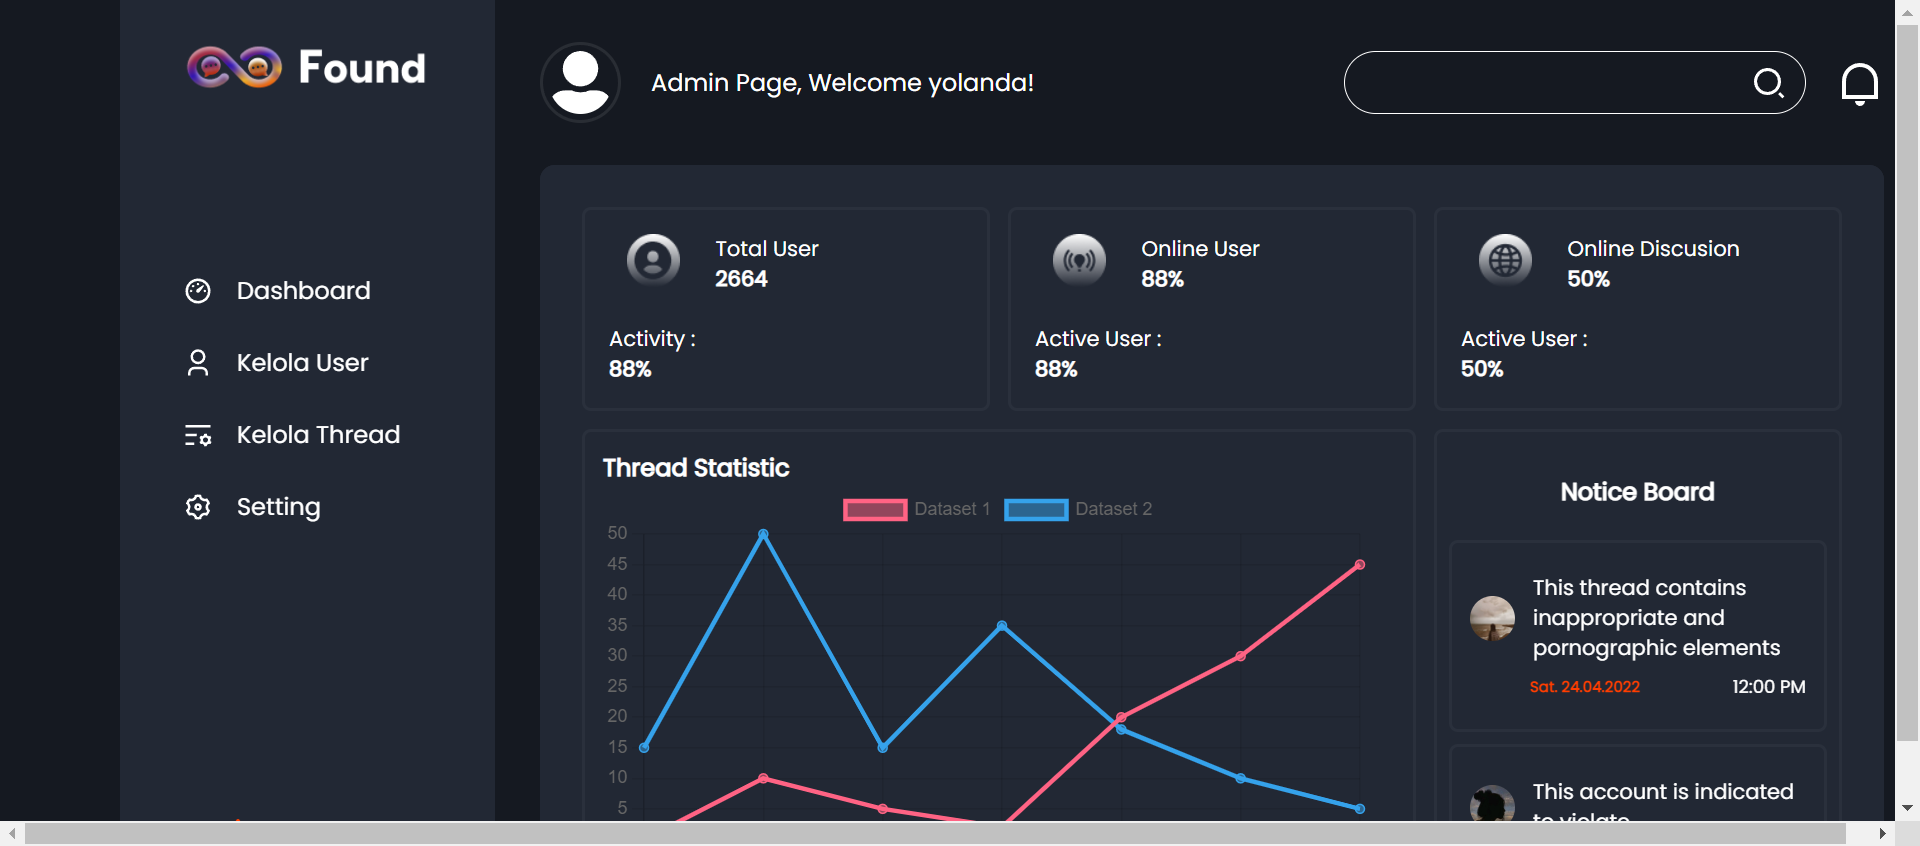 Found
Admin Page, Welcome yolanda!
Dashboard
Kelola User
Kelola Thread
Setting
Total User
2664
Activity :
88%
Online User
88%
Active User :
88%
Online Discusion
50%
Active User :
50%
Thread Statistic
Dataset 1 Dataset 2
50
45
40
35
30
25
20
15
10
5
Notice Board
This thread contains
inappropriate and
pornographic elements
Sat. 24.04.2022 12:00 PM
This account is indicated
to violate